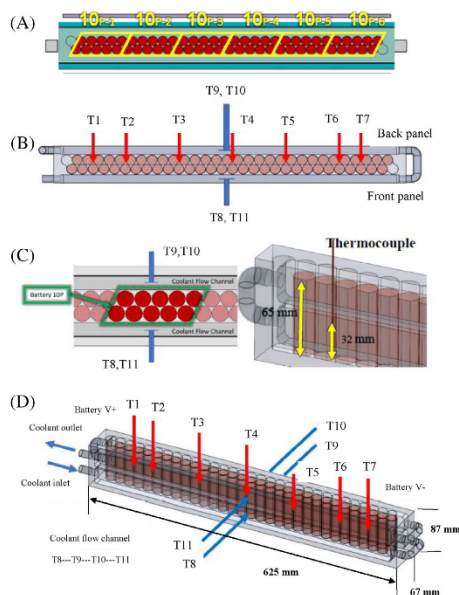 (A)
10P-1 10P-2 10P-3 10P-4 10P-5 10P-6
T9, T10
(B)
T1 T2 T3 T4 T5 T6 T7
Back panel
Front panel
T8, T11
(C)
T9,T10
Thermocouple
Coolant Flow Channel
Battery 10P
Coolant Flow Channel
65 mm
32 mm
T8,T11
(D)
Battery V+
T1 T2 T3 T4
T10
T9
Coolant outlet
T5 T6 T7
Battery V-
Coolant inlet
87 mm
Coolant flow channel
T11
T8---T9---T10---T11
T8
625 mm
67 mm